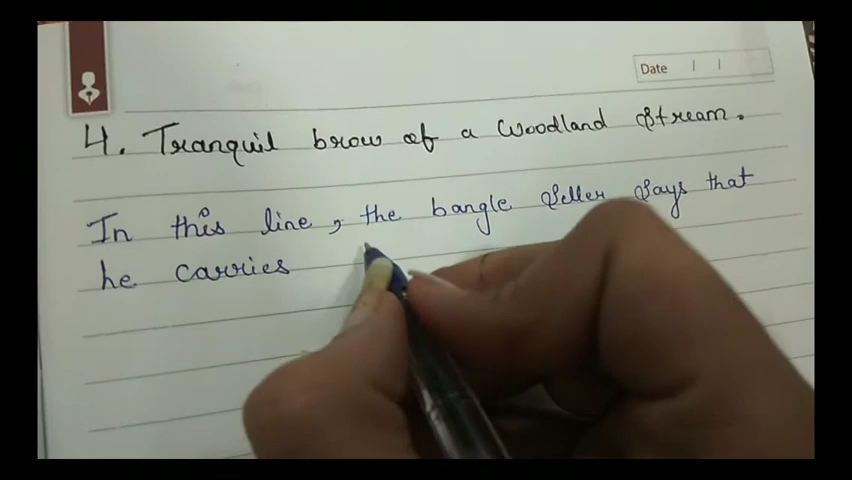 Date | |
4. Tranquil brow of a Woodland Stream.
In this line, the bangle Seller Says that
he carries